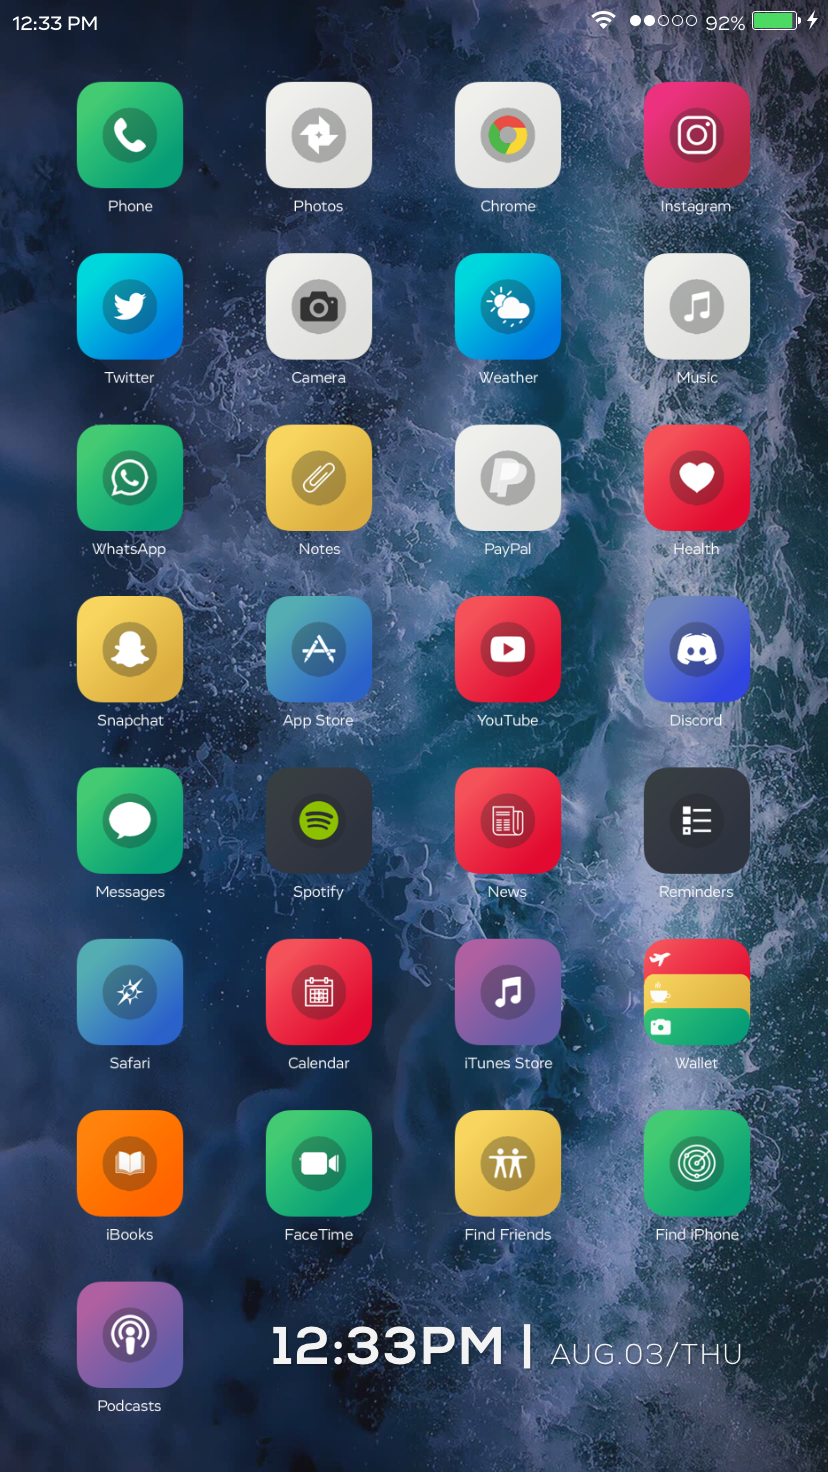 12:33 PM 92%
Phone Photos Chrome Instagram
Twitter Camera Weather Music
WhatsApp Notes PayPal Health
Snapchat App Store YouTube Discord
Messages Spotify News Reminders
Safari Calendar iTunes Store Wallet
iBooks FaceTime Find Friends Find iPhone
12:33PM | AUG.03/THU
Podcasts